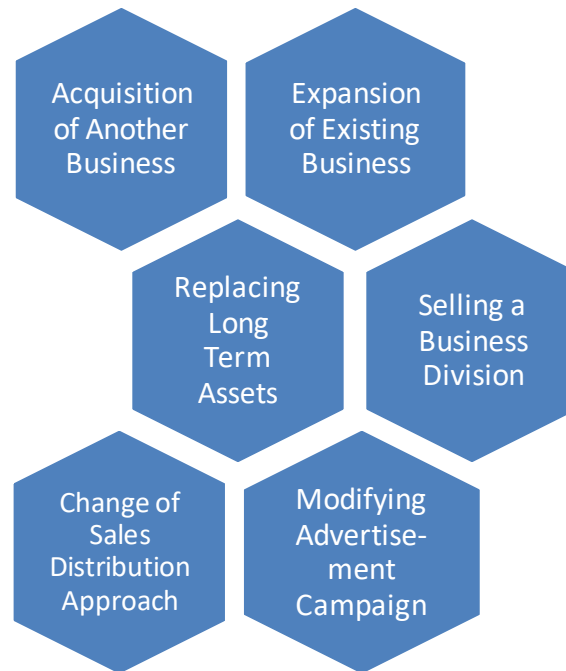 Acquisition
of Another
Business
Expansion
of Existing
Business
Replacing
Long
Term
Assets
Selling a
Business
Division
Change of
Sales
Distribution
Approach
Modifying
Advertise-
ment
Campaign